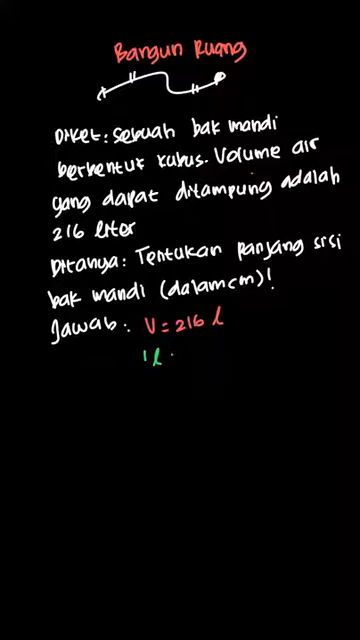 Bangun Ruang
Diket: sebuah bak mandi
berbentuk kubus. Volume air
yang dapat ditampung adalah
216 liter
Ditanya: Tentukan panjang sisi
bak mandi (dalam cm)!
Jawab: V = 216 l
1 l